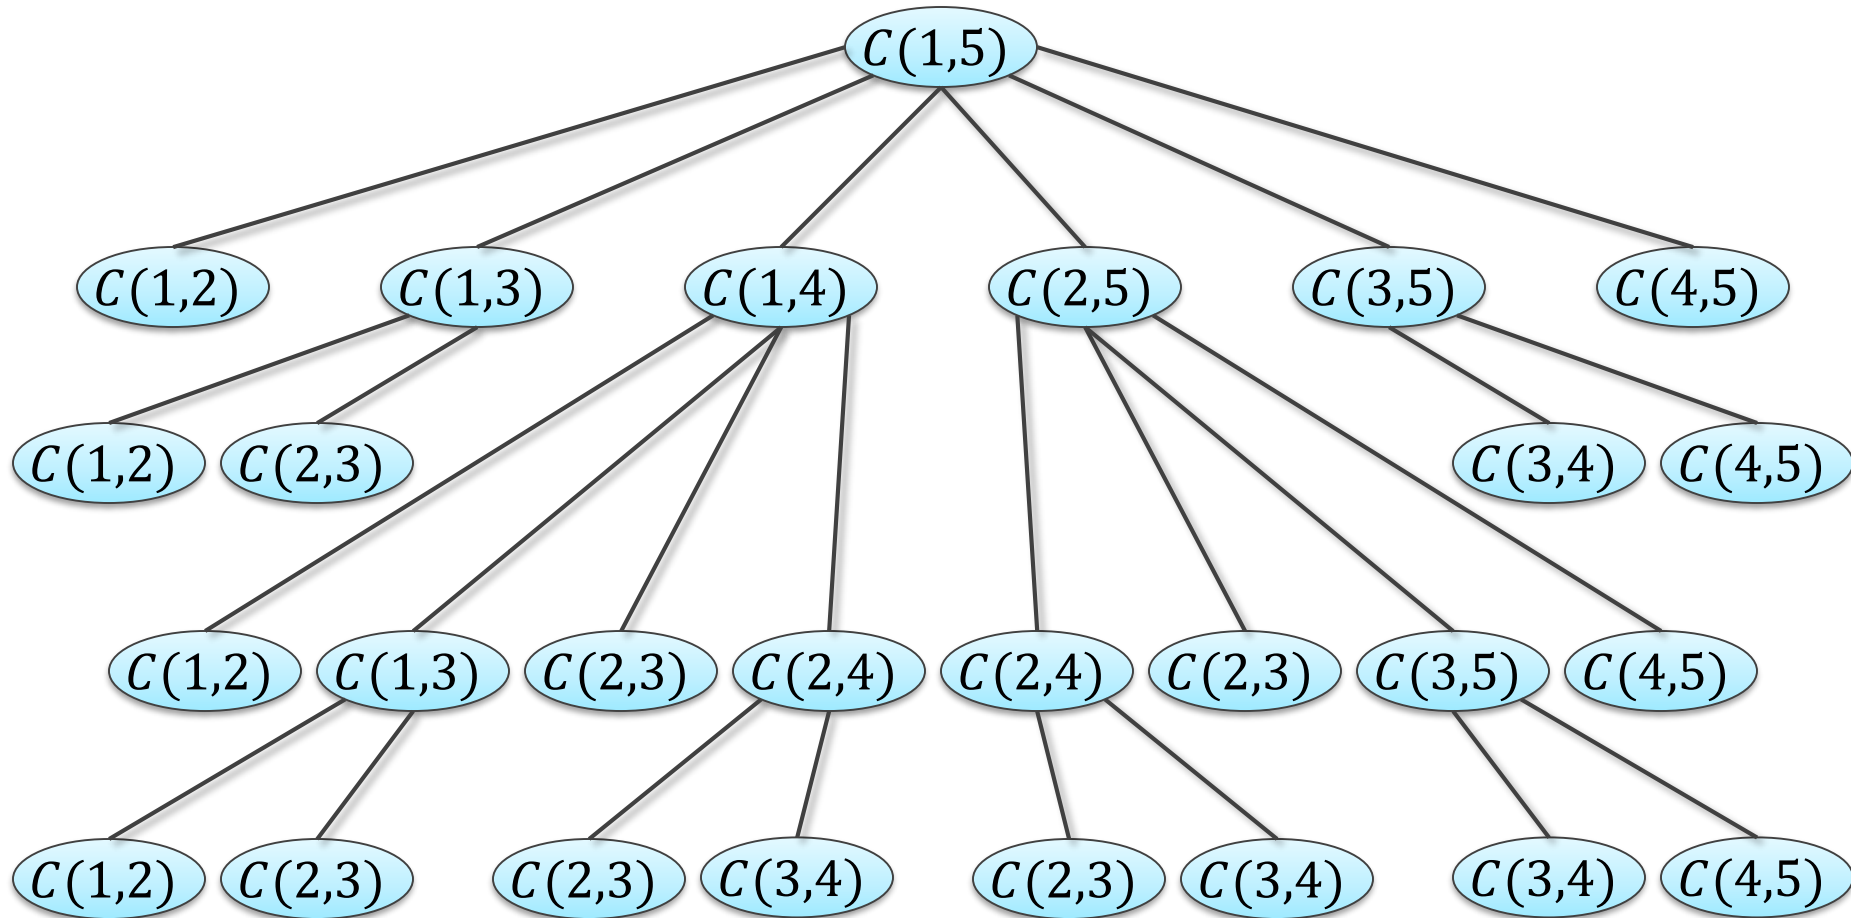 C(1,5)
C(1,2) C(1,3) C(1,4) C(2,5) C(3,5) C(4,5)
C(1,2) C(2,3) C(3,4) C(4,5)
C(1,2) C(1,3) C(2,3) C(2,4) C(2,4) C(2,3) C(3,5) C(4,5)
C(1,2) C(2,3) C(2,3) C(3,4) C(2,3) C(3,4) C(3,4) C(4,5)